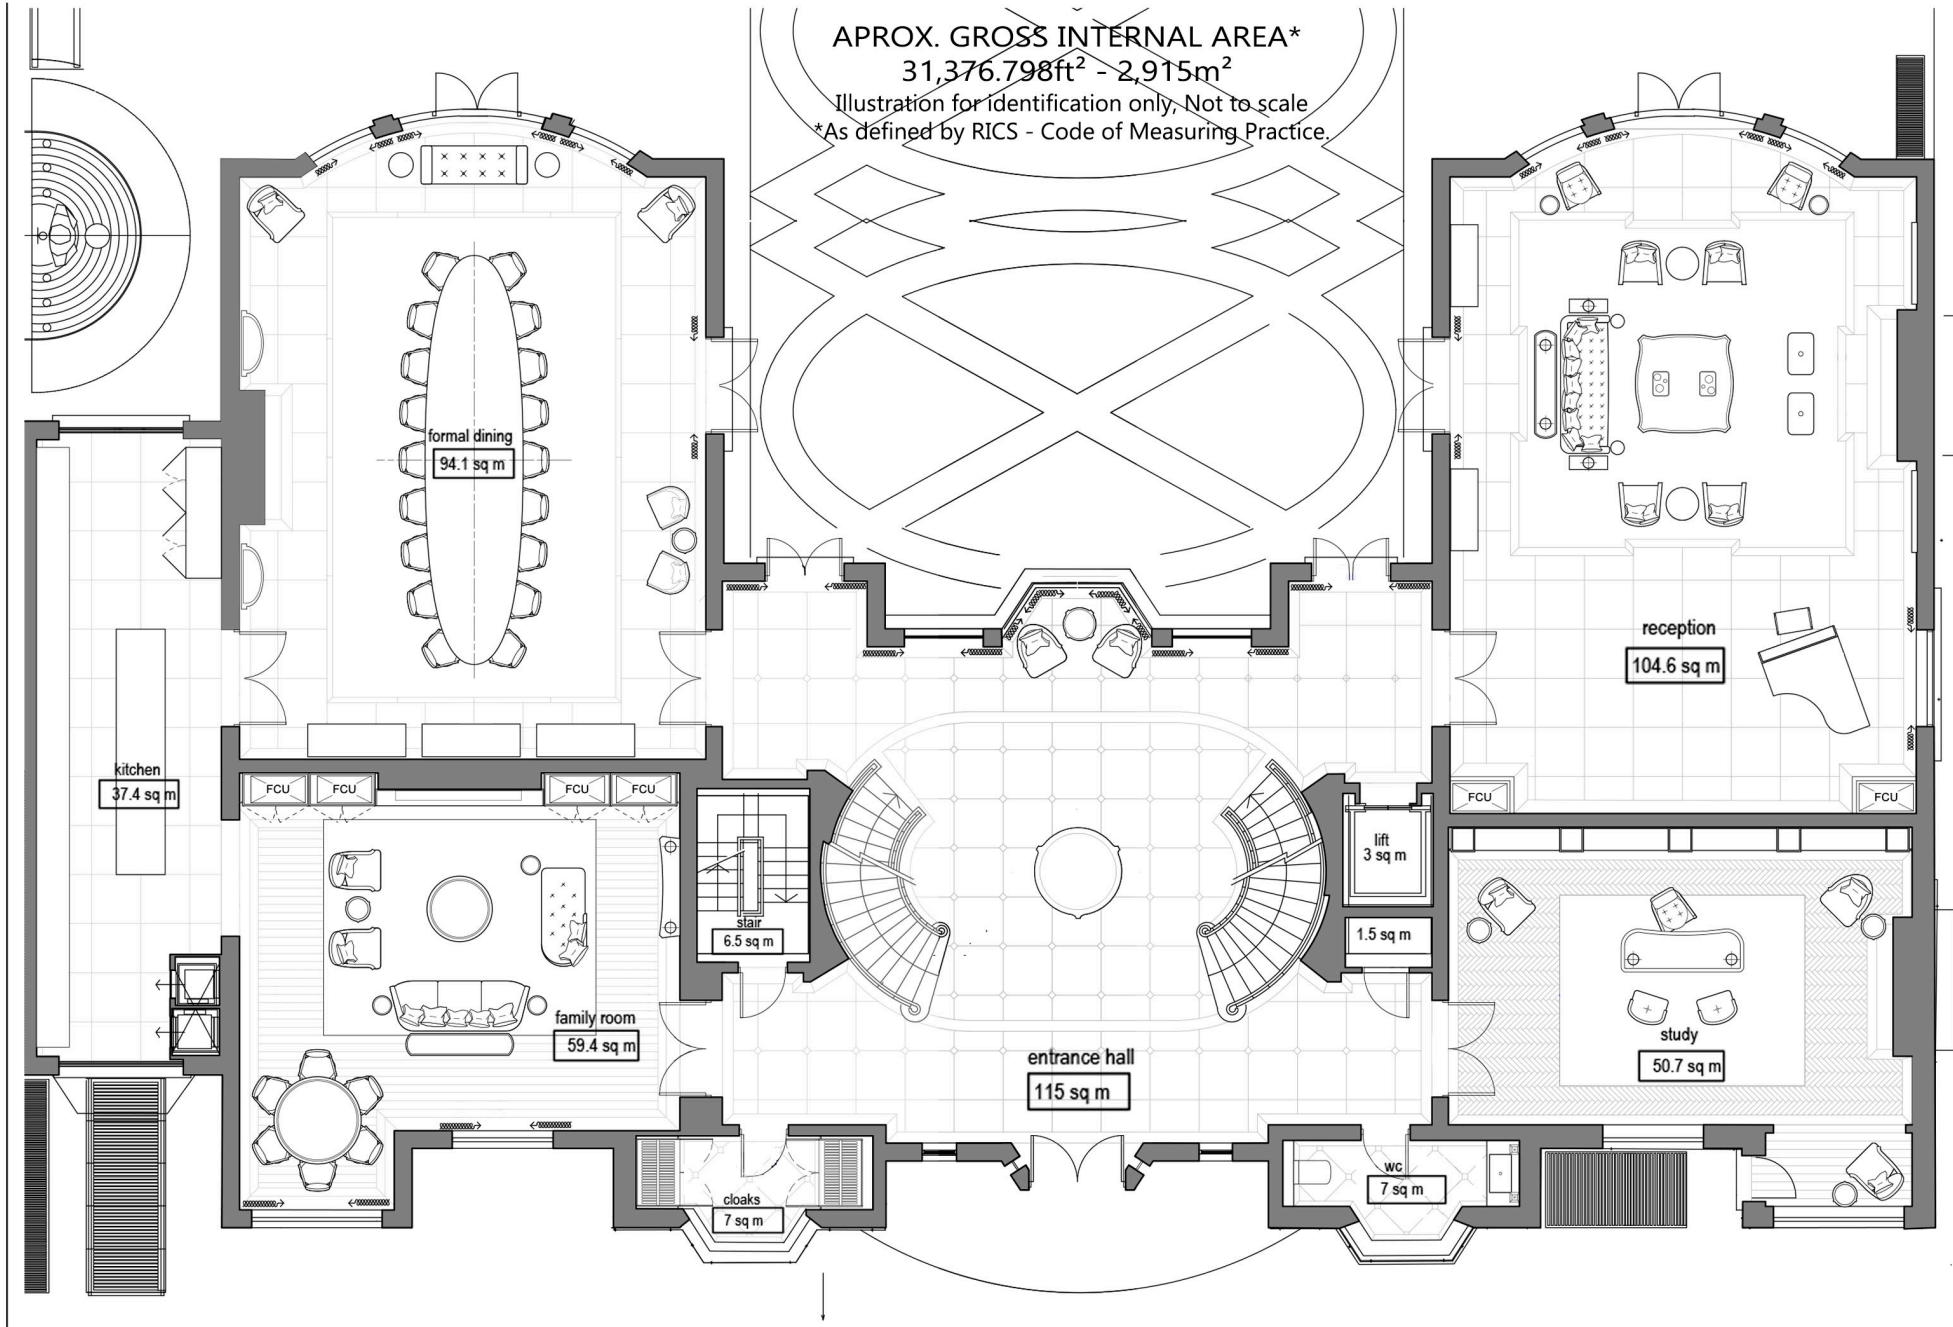 APROX. GROSS INTERNAL AREA*
31,376.798ft² - 2,915m²
Illustration for identification only, Not to scale
*As defined by RICS - Code of Measuring Practice.
formal dining
94.1 sq m
reception
104.6 sq m
kitchen
37.4 sq m
FCU
FCU
FCU
FCU
FCU
FCU
lift
3 sq m
stair
6.5 sq m
1.5 sq m
family room
59.4 sq m
entrance hall
115 sq m
study
50.7 sq m
cloaks
7 sq m
wc
7 sq m